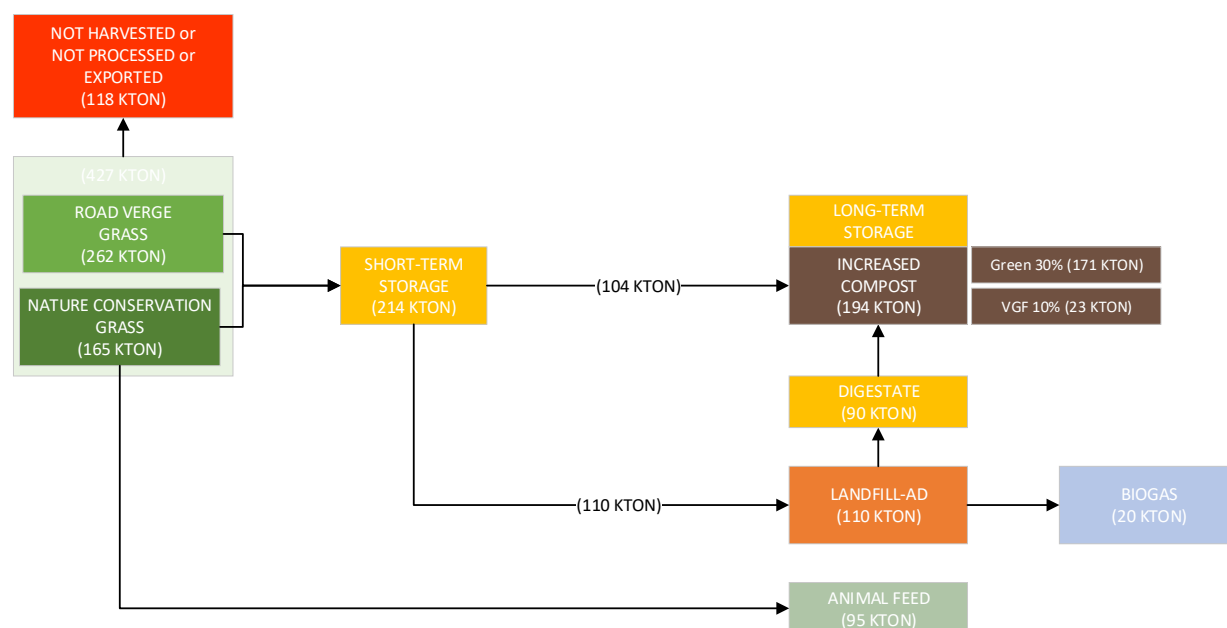 NOT HARVESTED or
NOT PROCESSED or
EXPORTED
(118 KTON)
(427 KTON)
ROAD VERGE
GRASS
(262 KTON)
NATURE CONSERVATION
GRASS
(165 KTON)
SHORT-TERM
STORAGE
(214 KTON)
(104 KTON)
LONG-TERM
STORAGE
INCREASED
COMPOST
(194 KTON)
Green 30% (171 KTON)
VGF 10% (23 KTON)
DIGESTATE
(90 KTON)
(110 KTON)
LANDFILL-AD
(110 KTON)
BIOGAS
(20 KTON)
ANIMAL FEED
(95 KTON)